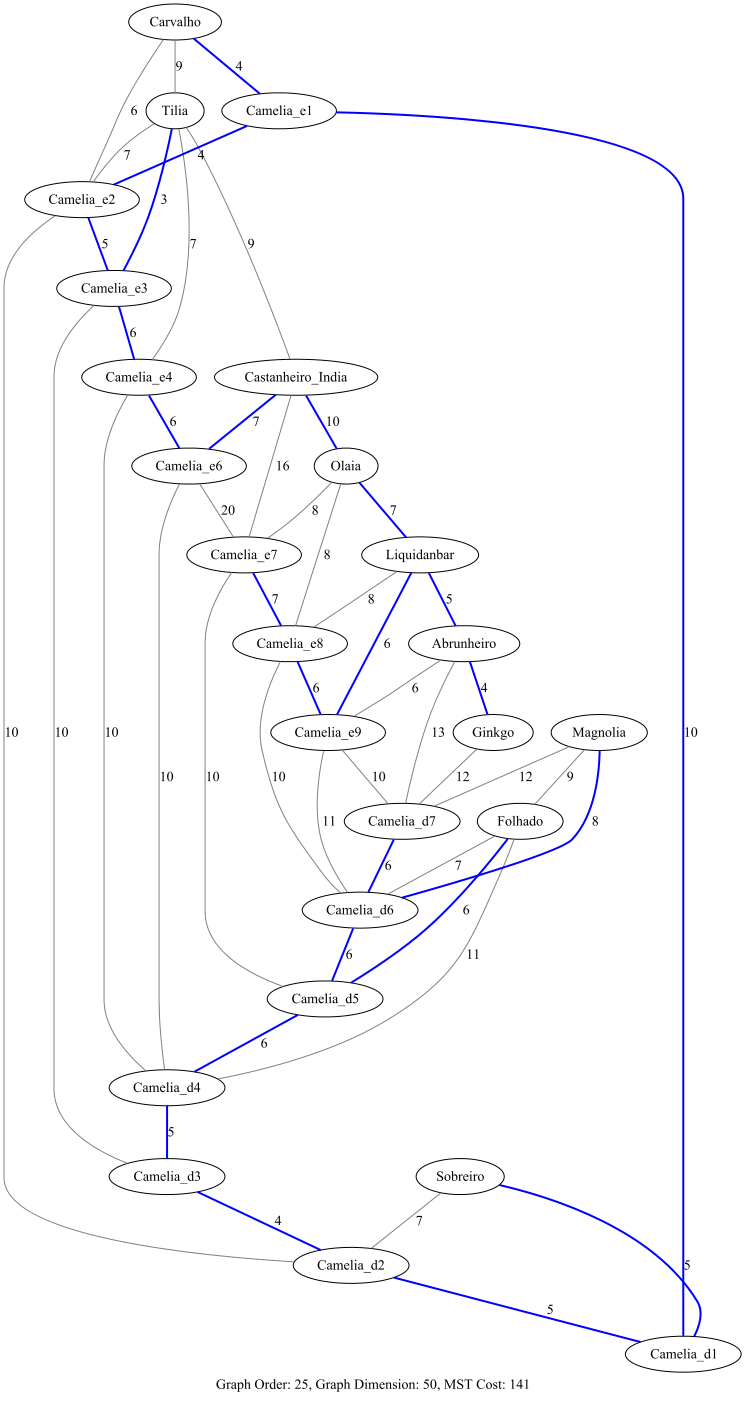 Carvalho
4
9
6
Tilia
Camelia_e1
7
4
Camelia_e2
3
5
7
9
Camelia_e3
6
Camelia_e4
Castanheiro_India
6
7
10
Camelia_e6
Olaia
16
20
8
7
Camelia_e7
Liquidanbar
8
7
8
5
Camelia_e8
Abrunheiro
6
6
6
4
Camelia_e9
Ginkgo
Magnolia
10
10
10
13
10
10
10
10
11
10
12
12
9
Camelia_d7
Folhado
8
6
7
Camelia_d6
6
6
11
Camelia_d5
6
Camelia_d4
5
Camelia_d3
Sobreiro
4
7
Camelia_d2
5
5
Camelia_d1
Graph Order: 25, Graph Dimension: 50, MST Cost: 141